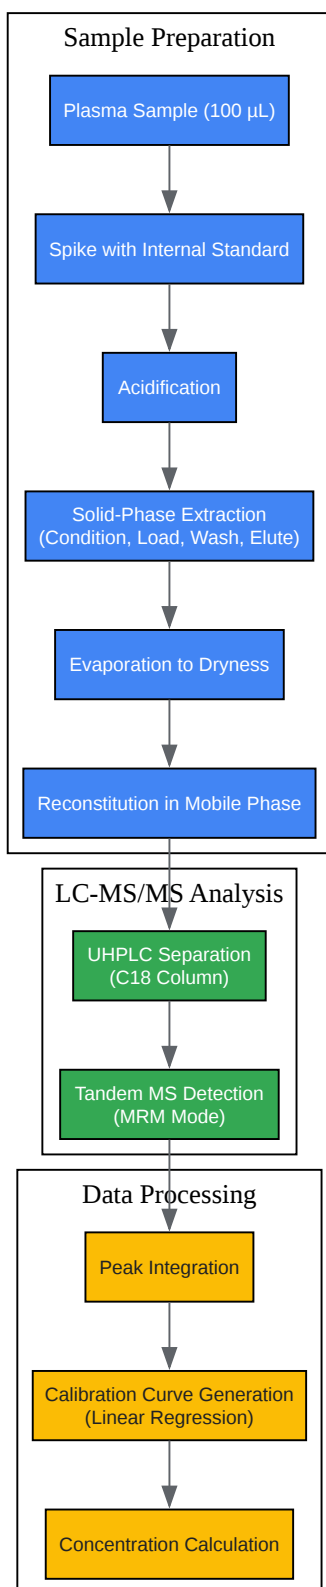 Sample Preparation
Plasma Sample (100 µL)
Spike with Internal Standard
Acidification
Solid-Phase Extraction
(Condition, Load, Wash, Elute)
Evaporation to Dryness
Reconstitution in Mobile Phase
LC-MS/MS Analysis
UHPLC Separation
(C18 Column)
Tandem MS Detection
(MRM Mode)
Data Processing
Peak Integration
Calibration Curve Generation
(Linear Regression)
Concentration Calculation